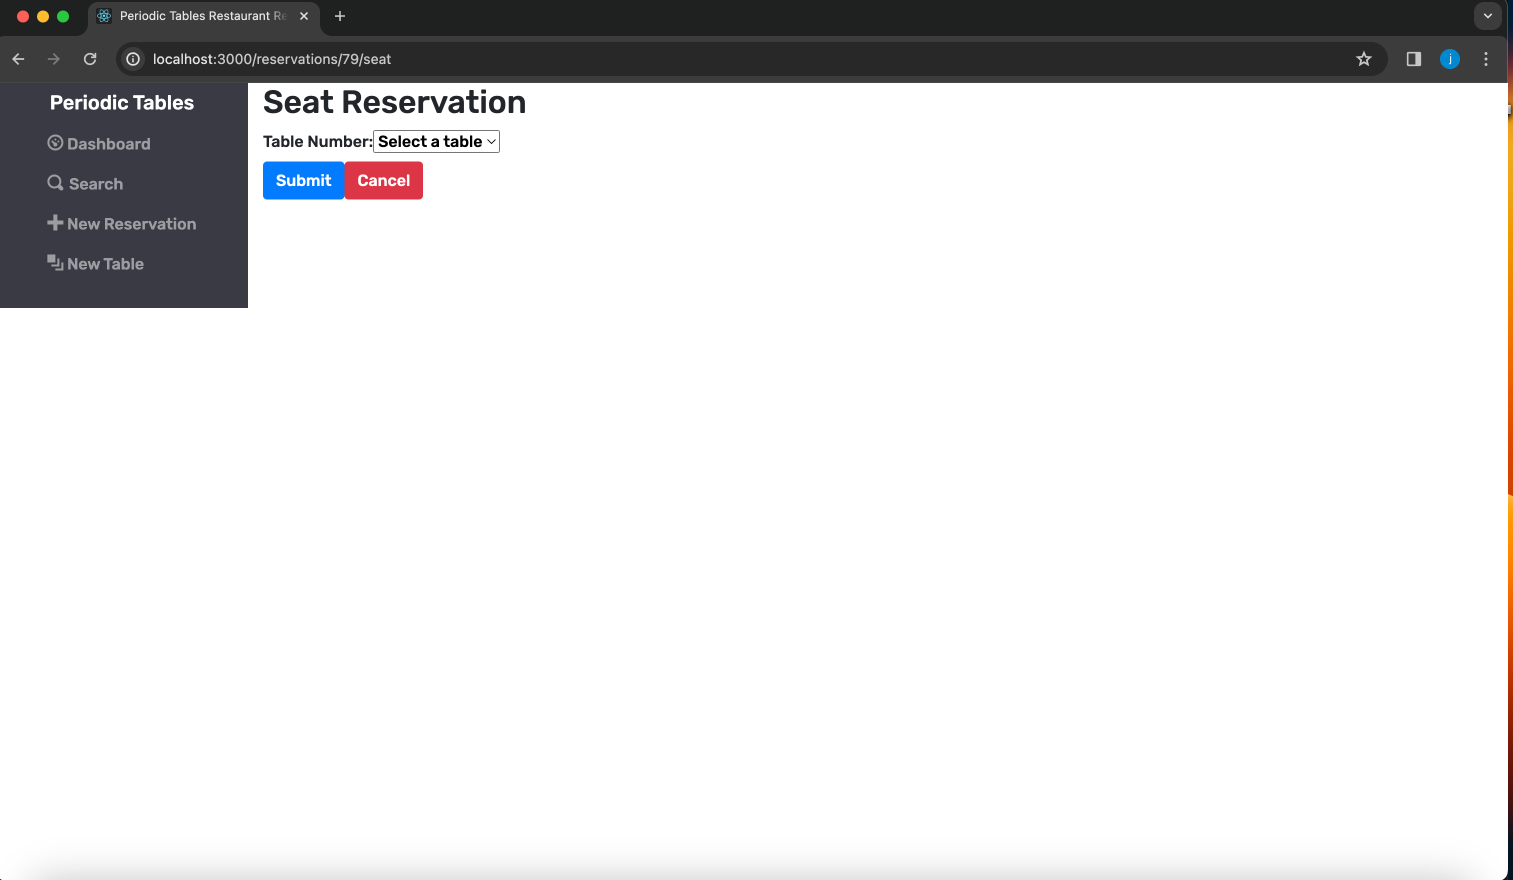 Periodic Tables Restaurant Re
localhost:3000/reservations/79/seat
j
Periodic Tables
Dashboard
Search
New Reservation
New Table
Seat Reservation
Table Number: Select a table
Submit Cancel